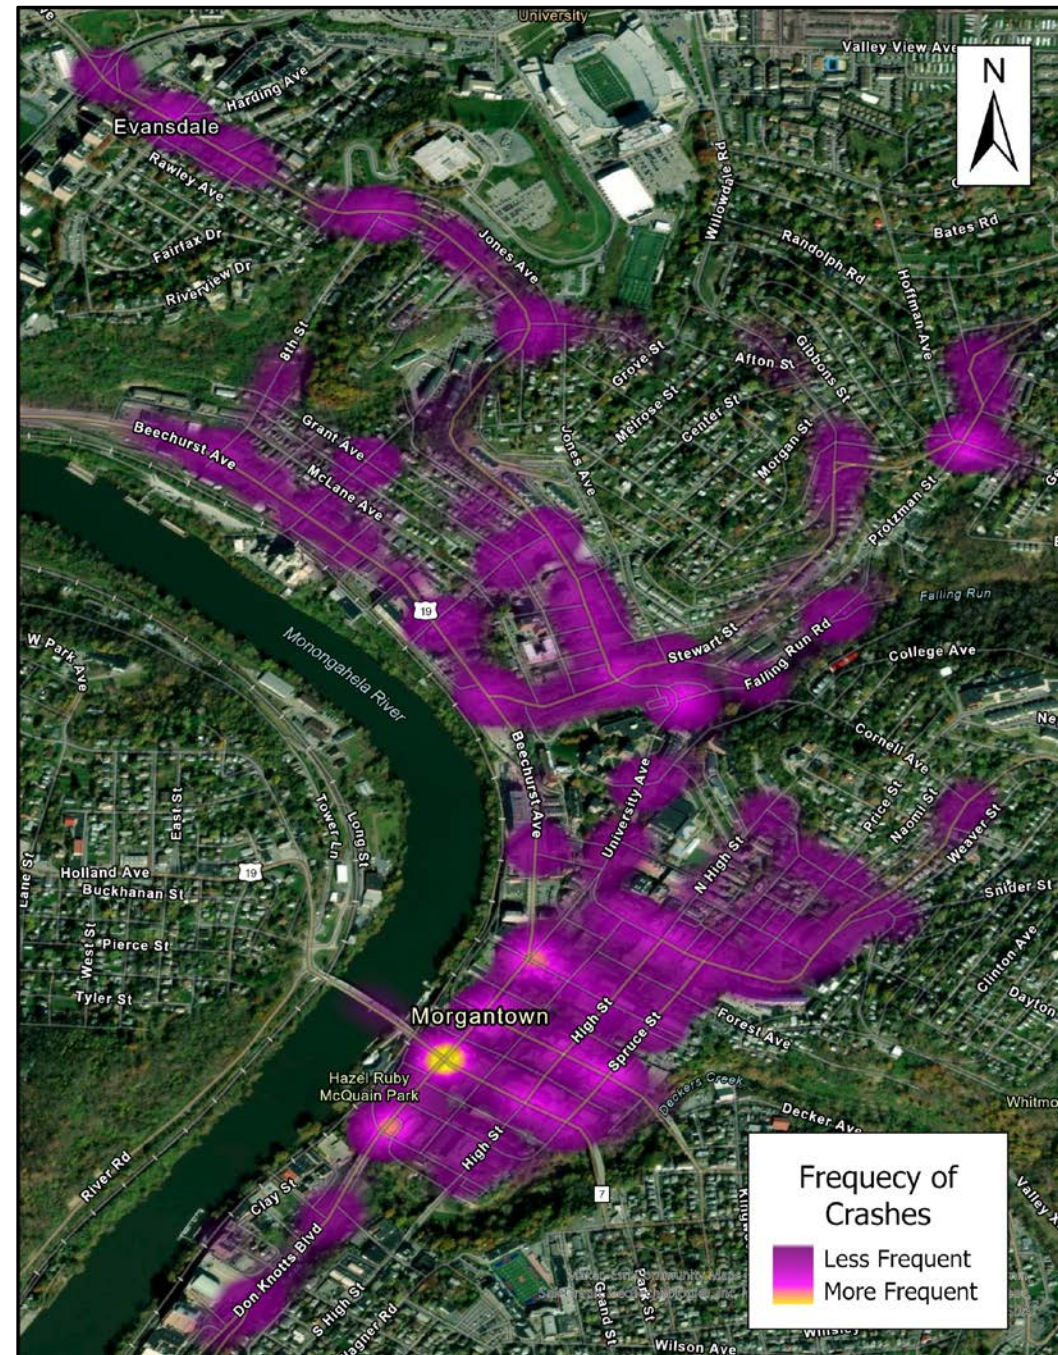 Ave
University
Valley View Ave
N
Harding Ave
Evansdale
Rawley Ave
Willowdale Rd
Bates Rd
Fairfax Dr
Jones Ave
Randolph Rd
Riverview Dr
Hoffman Ave
8th St
Grove St
Afton St
Gibbons St
Melrose St
Center St
Grant Ave
Beechurst Ave
McLane Ave
Jones Ave
Morgan St
Protzman St
19
Falling Run
W Park Ave
Monongahela River
Stewart St
Falling Run Rd
College Ave
Beechurst Ave
Cornell Ave
East St
Tower Ln
Long St
University Ave
Price St
Naomi St
Weaver St
Lane St
Holland Ave
19
Buckhanan St
N High St
Snider St
West St
Pierce St
Clinton Ave
Tyler St
Dayton
Morgantown
High St
Spruce St
Forest Ave
Hazel Ruby
McQuain Park
Deckers Creek
Decker Ave
Whitmo
High St
River Rd
Clay St
7
Don Knotts Blvd
S High St
Wagner Rd
Grand St
Park St
Wilson Ave
Frequecy of
Crashes
Less Frequent
More Frequent